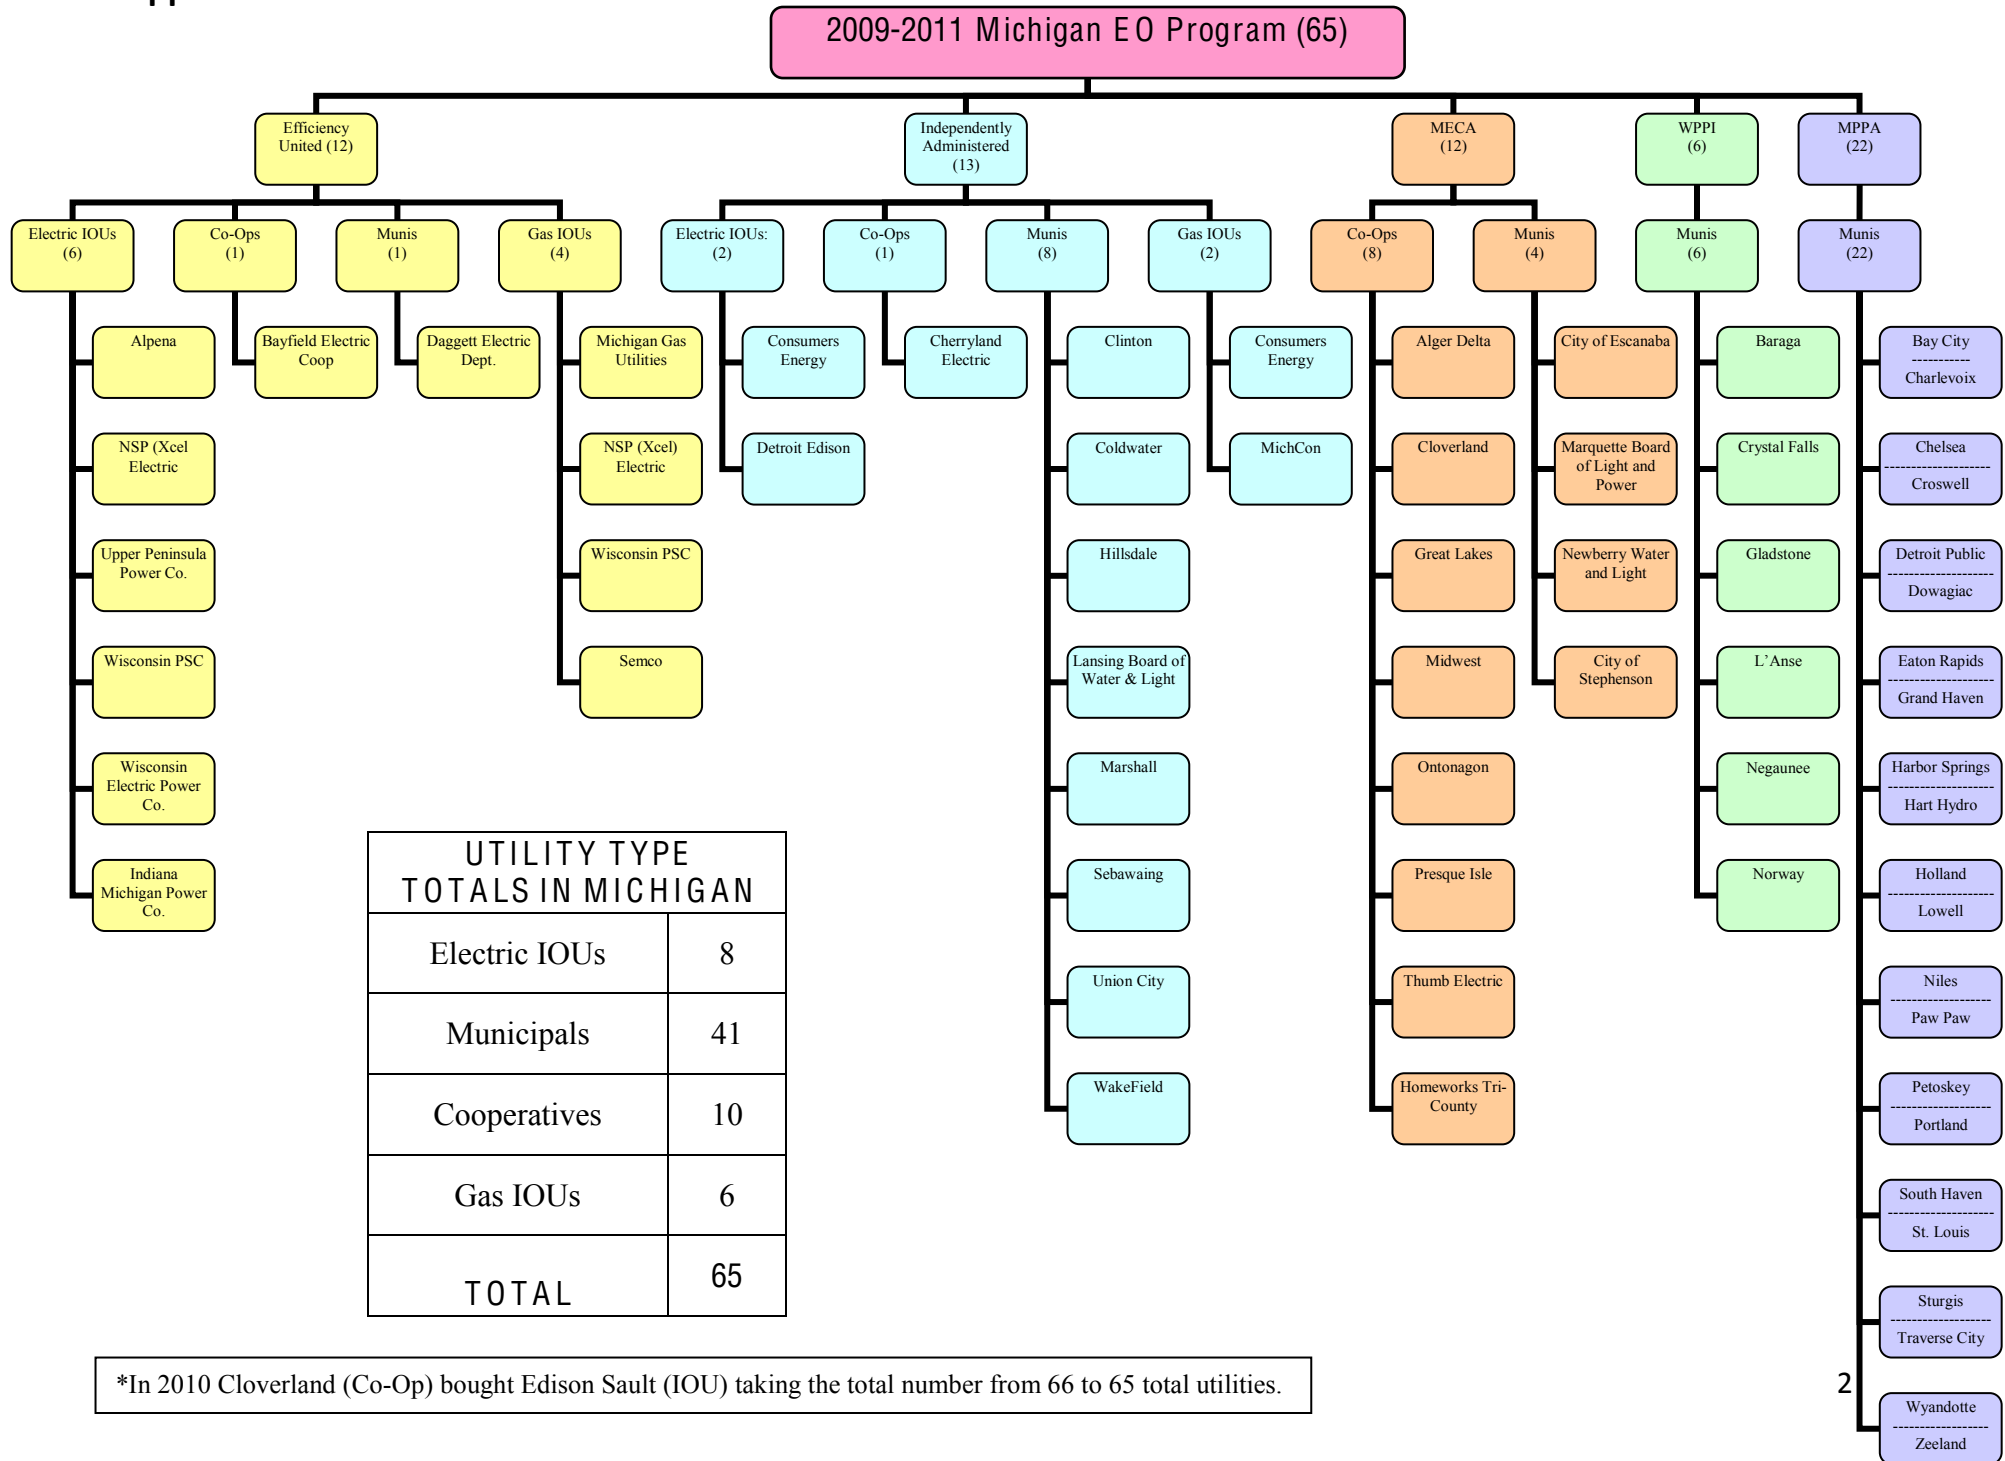 2009-2011 Michigan EO Program (65)
Efficiency
United (12)
Independently
Administered
(13)
MECA
(12)
WPPI
(6)
MPPA
(22)
Electric IOUs
(6)
Co-Ops
(1)
Munis
(1)
Gas IOUs
(4)
Electric IOUs:
(2)
Co-Ops
(1)
Munis
(8)
Gas IOUs
(2)
Co-Ops
(8)
Munis
(4)
Munis
(6)
Munis
(22)
Alpena
NSP (Xcel
Electric
Upper Peninsula
Power Co.
Wisconsin PSC
Wisconsin
Electric Power
Co.
Indiana
Michigan Power
Co.
Bayfield Electric
Coop
Daggett Electric
Dept.
Michigan Gas
Utilities
NSP (Xcel)
Electric
Wisconsin PSC
Semco
Consumers
Energy
Detroit Edison
Cherryland
Electric
Clinton
Coldwater
Hillsdale
Lansing Board of
Water & Light
Marshall
Sebawaing
Union City
WakeField
Consumers
Energy
MichCon
Alger Delta
Cloverland
Great Lakes
Midwest
Ontonagon
Presque Isle
Thumb Electric
Homeworks Tri-
County
City of Escanaba
Marquette Board
of Light and
Power
Newberry Water
and Light
City of
Stephenson
Baraga
Crystal Falls
Gladstone
L'Anse
Negaunee
Norway
Bay City
-----------
Charlevoix
Chelsea
--------------------
Croswell
Detroit Public
--------------------
Dowagiac
Eaton Rapids
--------------------
Grand Haven
Harbor Springs
--------------------
Hart Hydro
Holland
--------------------
Lowell
Niles
-------------------
Paw Paw
Petoskey
-------------------
Portland
South Haven
--------------------
St. Louis
Sturgis
-------------------
Traverse City
Wyandotte
------------------
Zeeland
UTILITY TYPE
TOTALS IN MICHIGAN
Electric IOUs 8
Municipals 41
Cooperatives 10
Gas IOUs 6
TOTAL 65
*In 2010 Cloverland (Co-Op) bought Edison Sault (IOU) taking the total number from 66 to 65 total utilities.
2